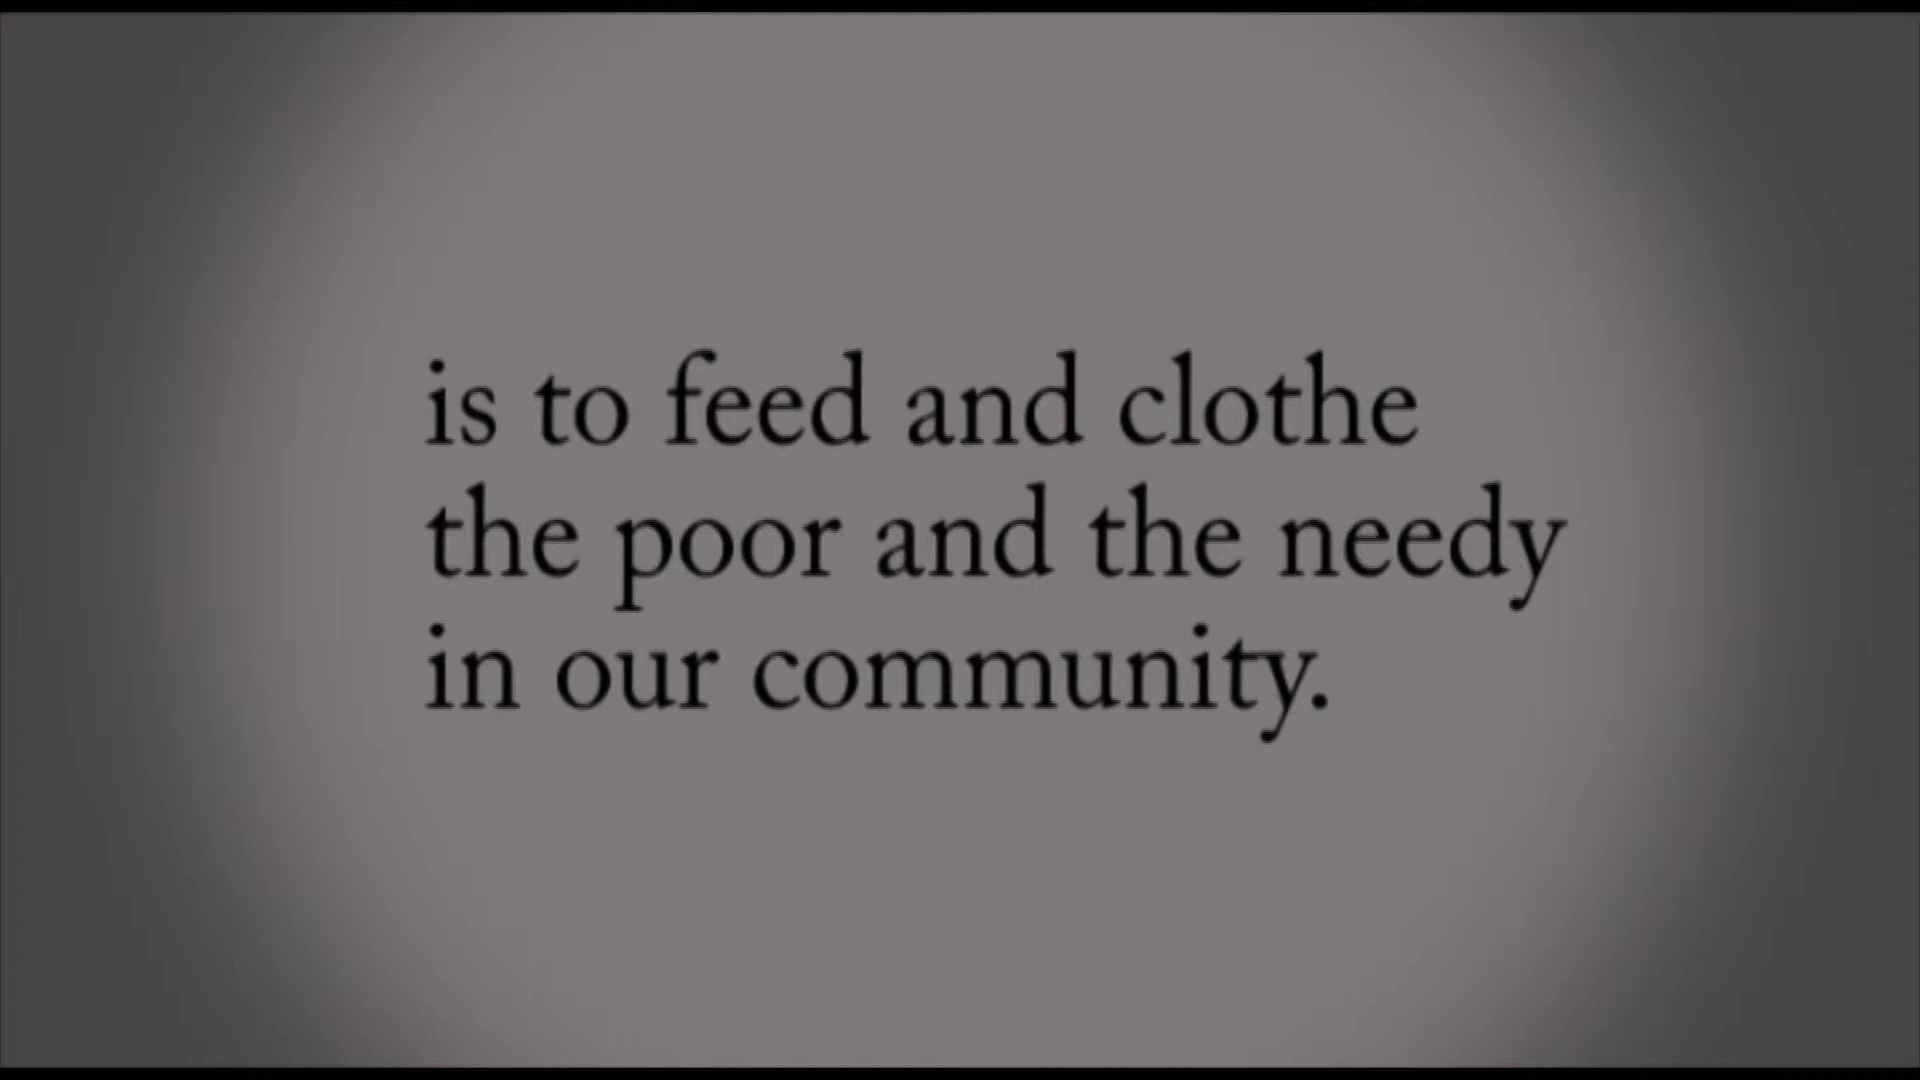 is to feed and clothe
the poor and the needy
in our community.